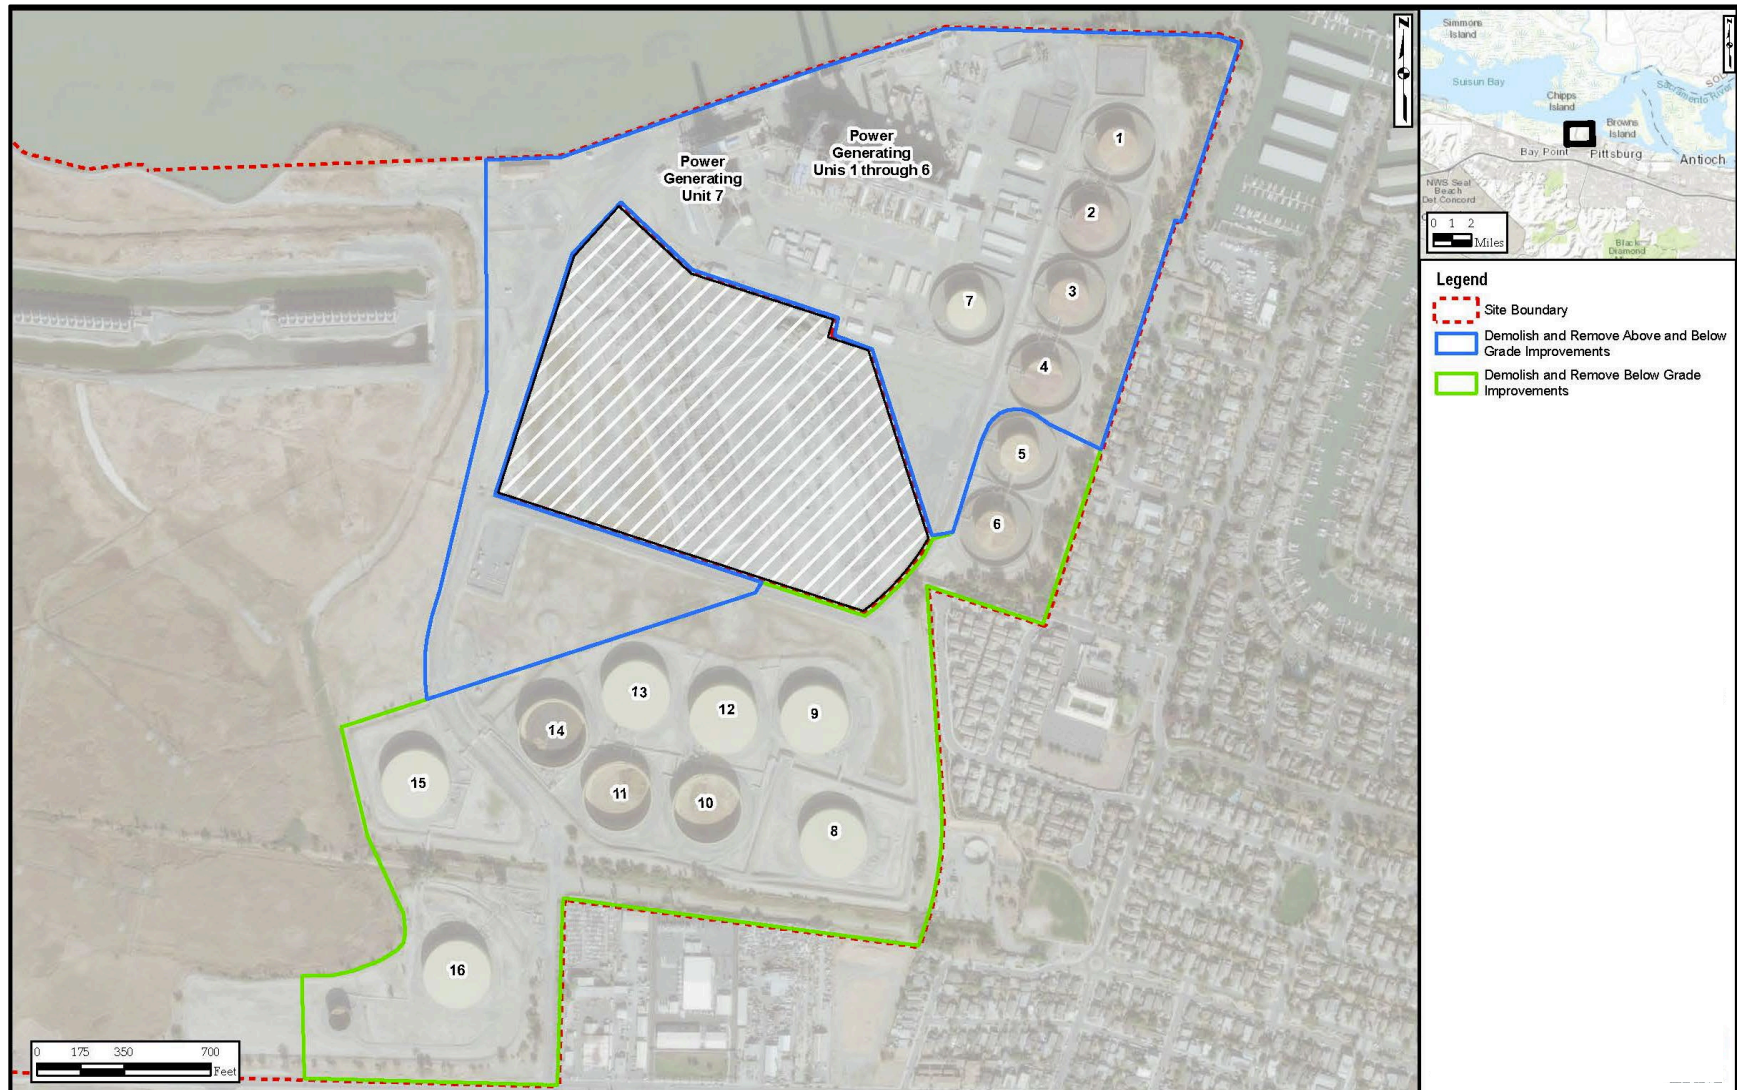 N
Power
Generating
Unit 7
Power
Generating
Unis 1 through 6
1
2
3
4
5
6
7
8
9
10
11
12
13
14
15
16
0 175 350 700
Feet
Simmons
Island
Suisun Bay
Chipps
Island
Sacramento River
Browns
Island
Bay Point
Pittsburg
Antioch
NWS Seal
Beach
Det Concord
Black
Diamond
0 1 2
Miles
N
Legend
Site Boundary
Demolish and Remove Above and Below
Grade Improvements
Demolish and Remove Below Grade
Improvements